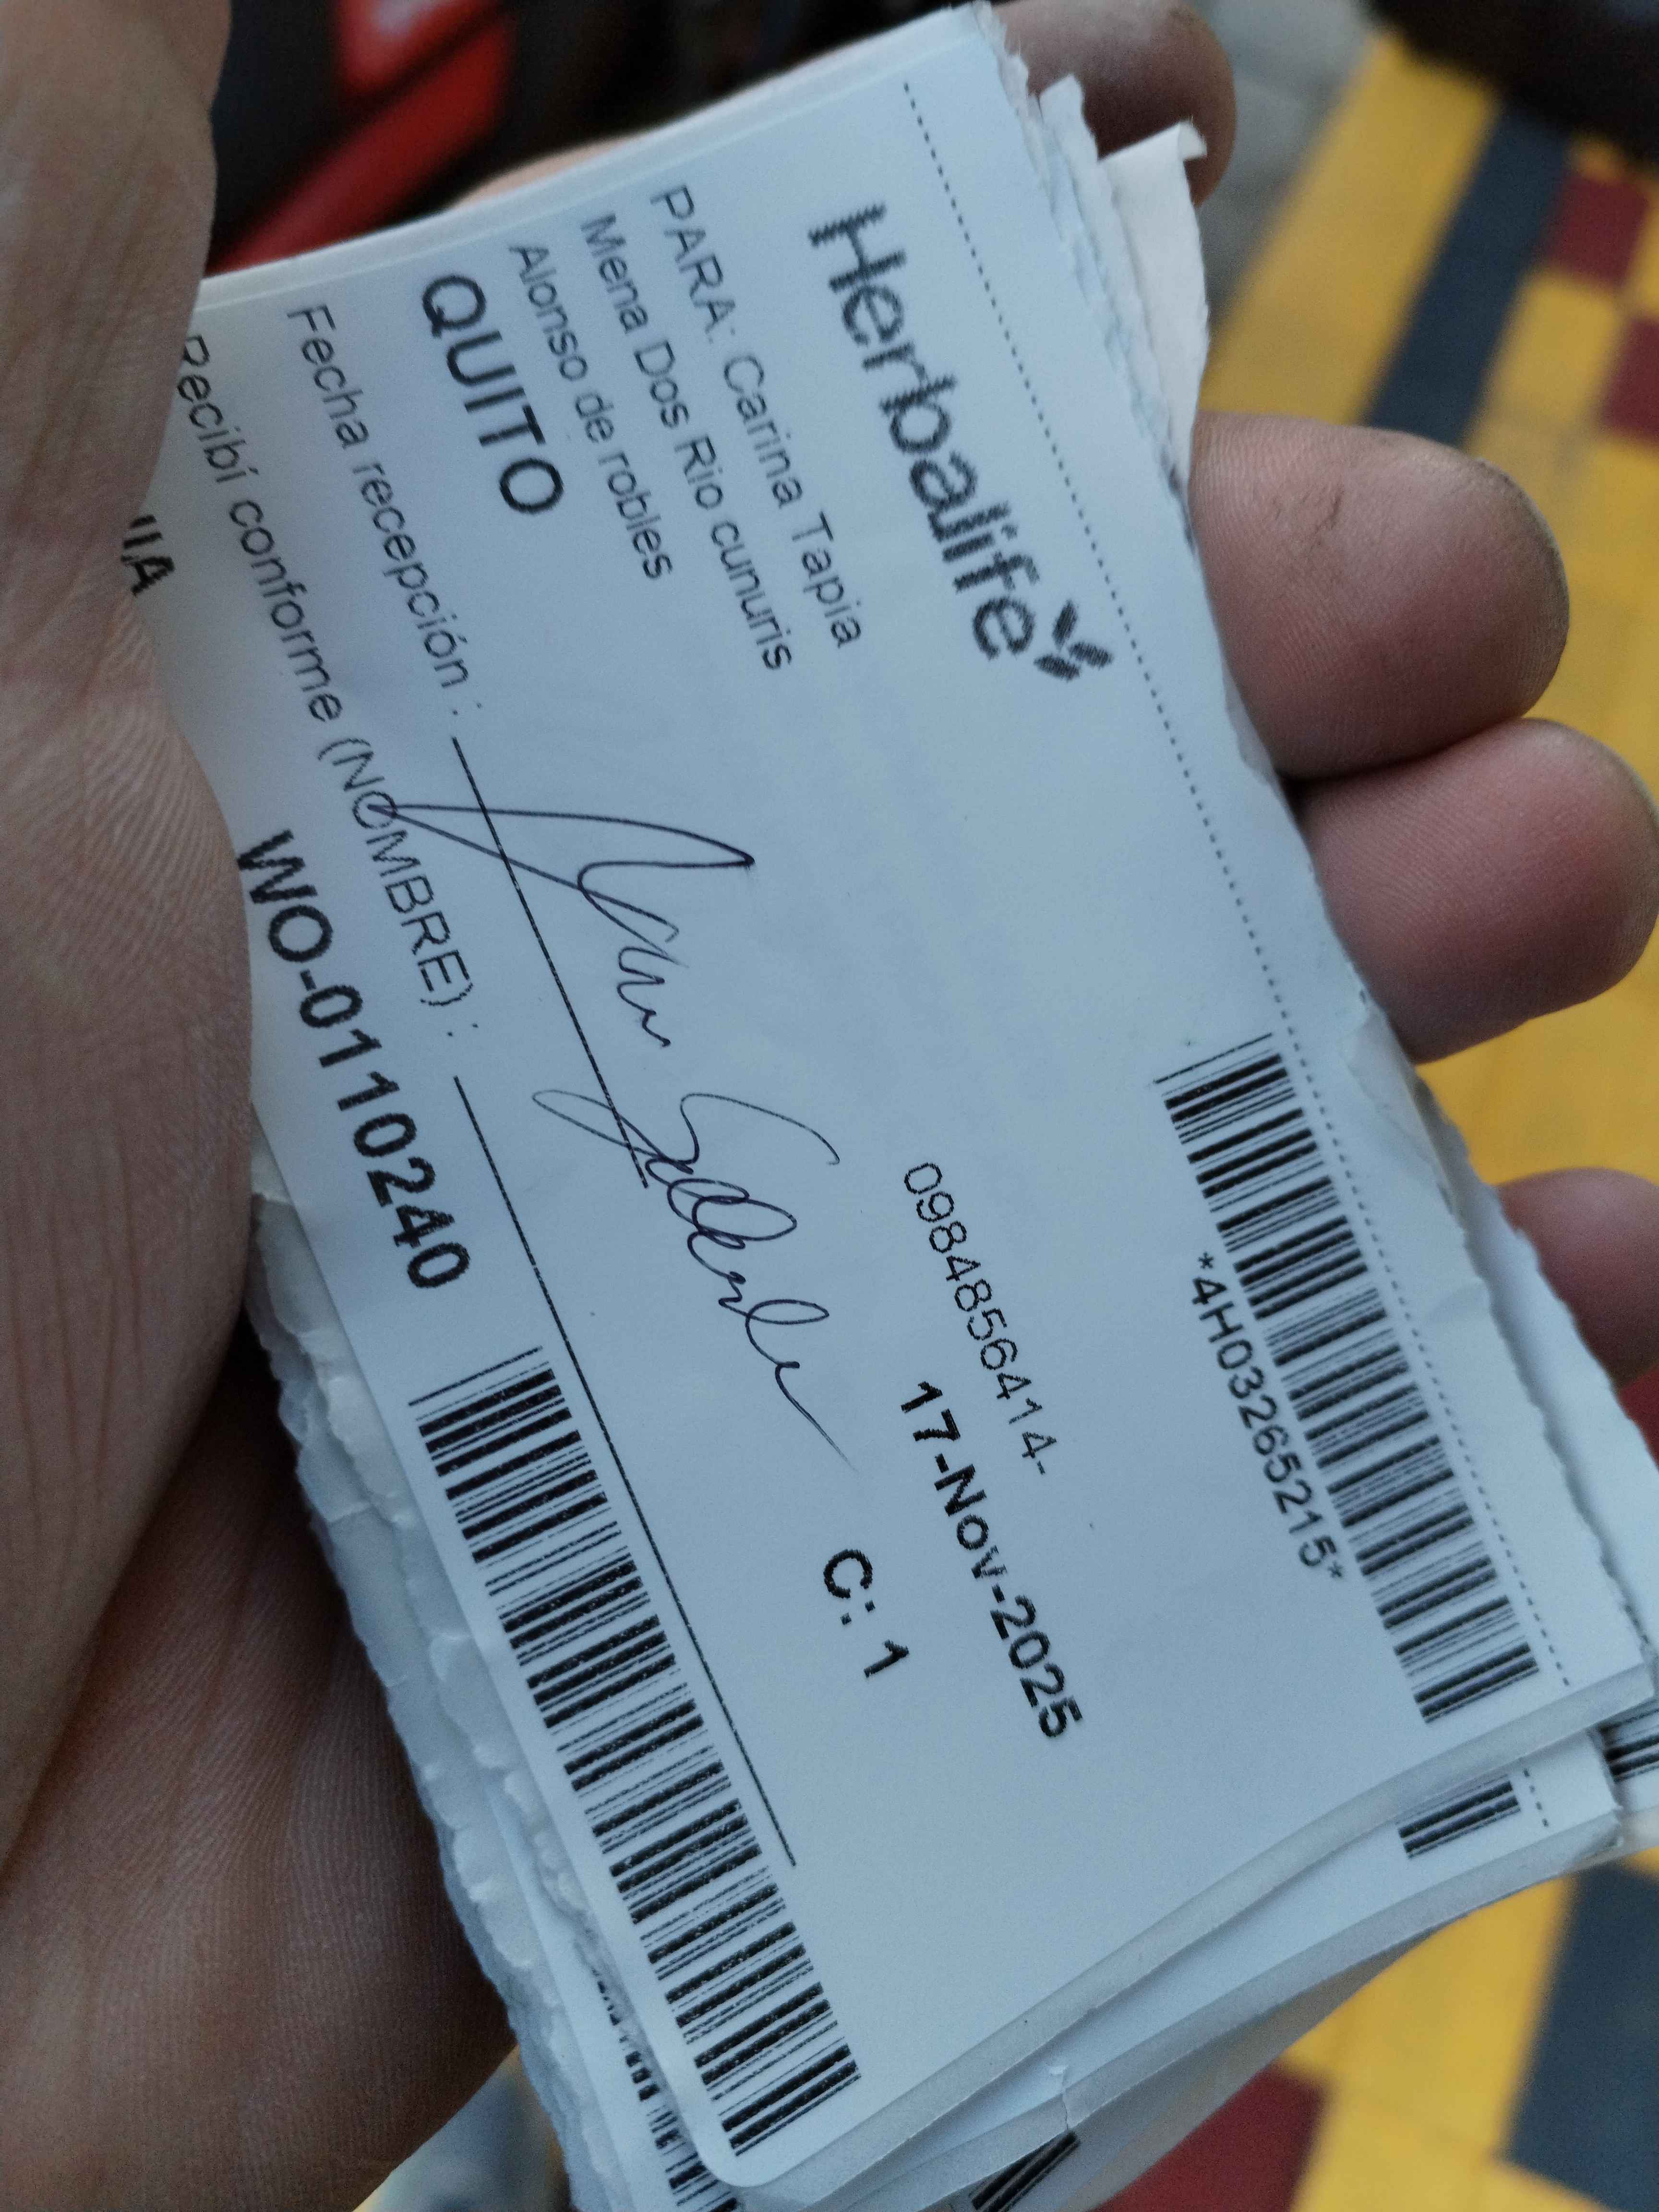 *4H03265215*
Herbalife
PARA: Carina Tapia
0984856414-
Mena Dos Rio cunuris
17-Nov-2025
Alonso de robles
QUITO
C: 1
Fecha recepción :
Recibí conforme (NOMBRE) :
WO-0110240